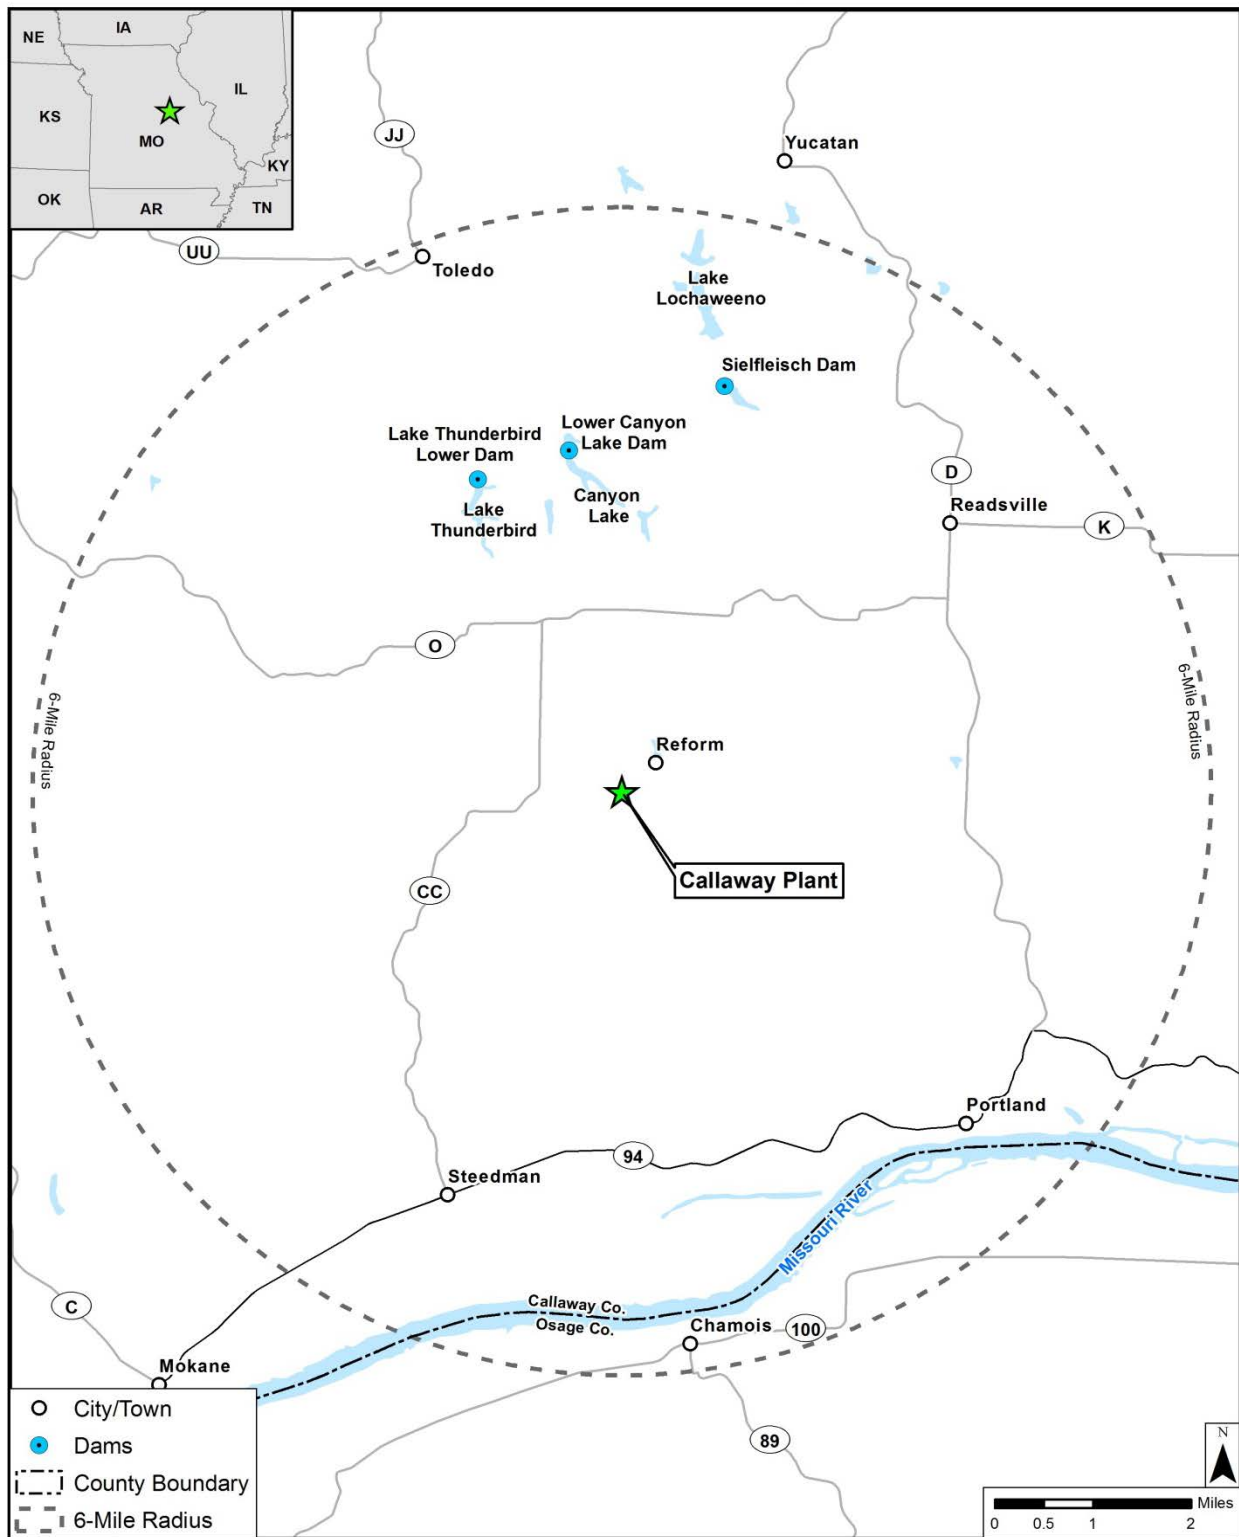 NE
IA
KS
IL
MO
KY
OK
AR
TN
JJ
Yucatan
UU
Toledo
Lake
Lochaweeno
Sielfleisch Dam
Lake Thunderbird
Lower Dam
Lower Canyon
Lake Dam
Lake
Thunderbird
Canyon
Lake
D
Readsville
K
O
6-Mile Radius
6-Mile Radius
Reform
Callaway Plant
CC
Portland
94
Steedman
Missouri River
C
Callaway Co.
Osage Co.
Chamois
100
Mokane
89
City/Town
Dams
County Boundary
6-Mile Radius
N
Miles
0 0.5 1 2